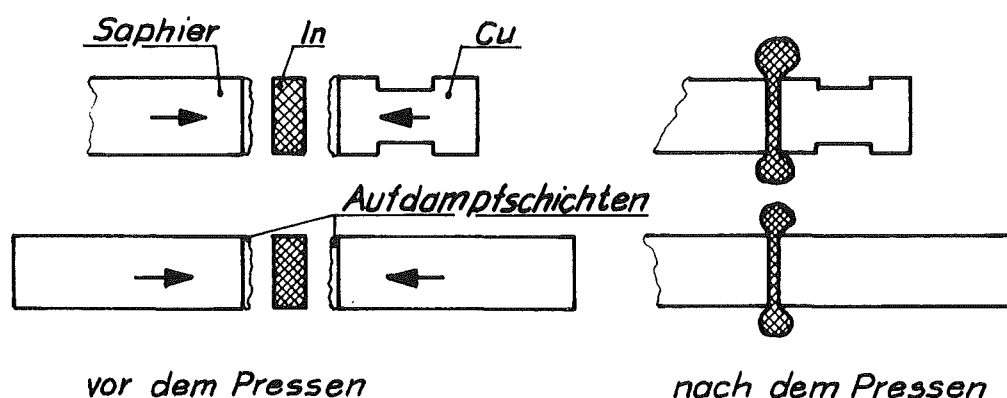 Saphier In Cu
Aufdampfschichten
vor dem Pressen nach dem Pressen